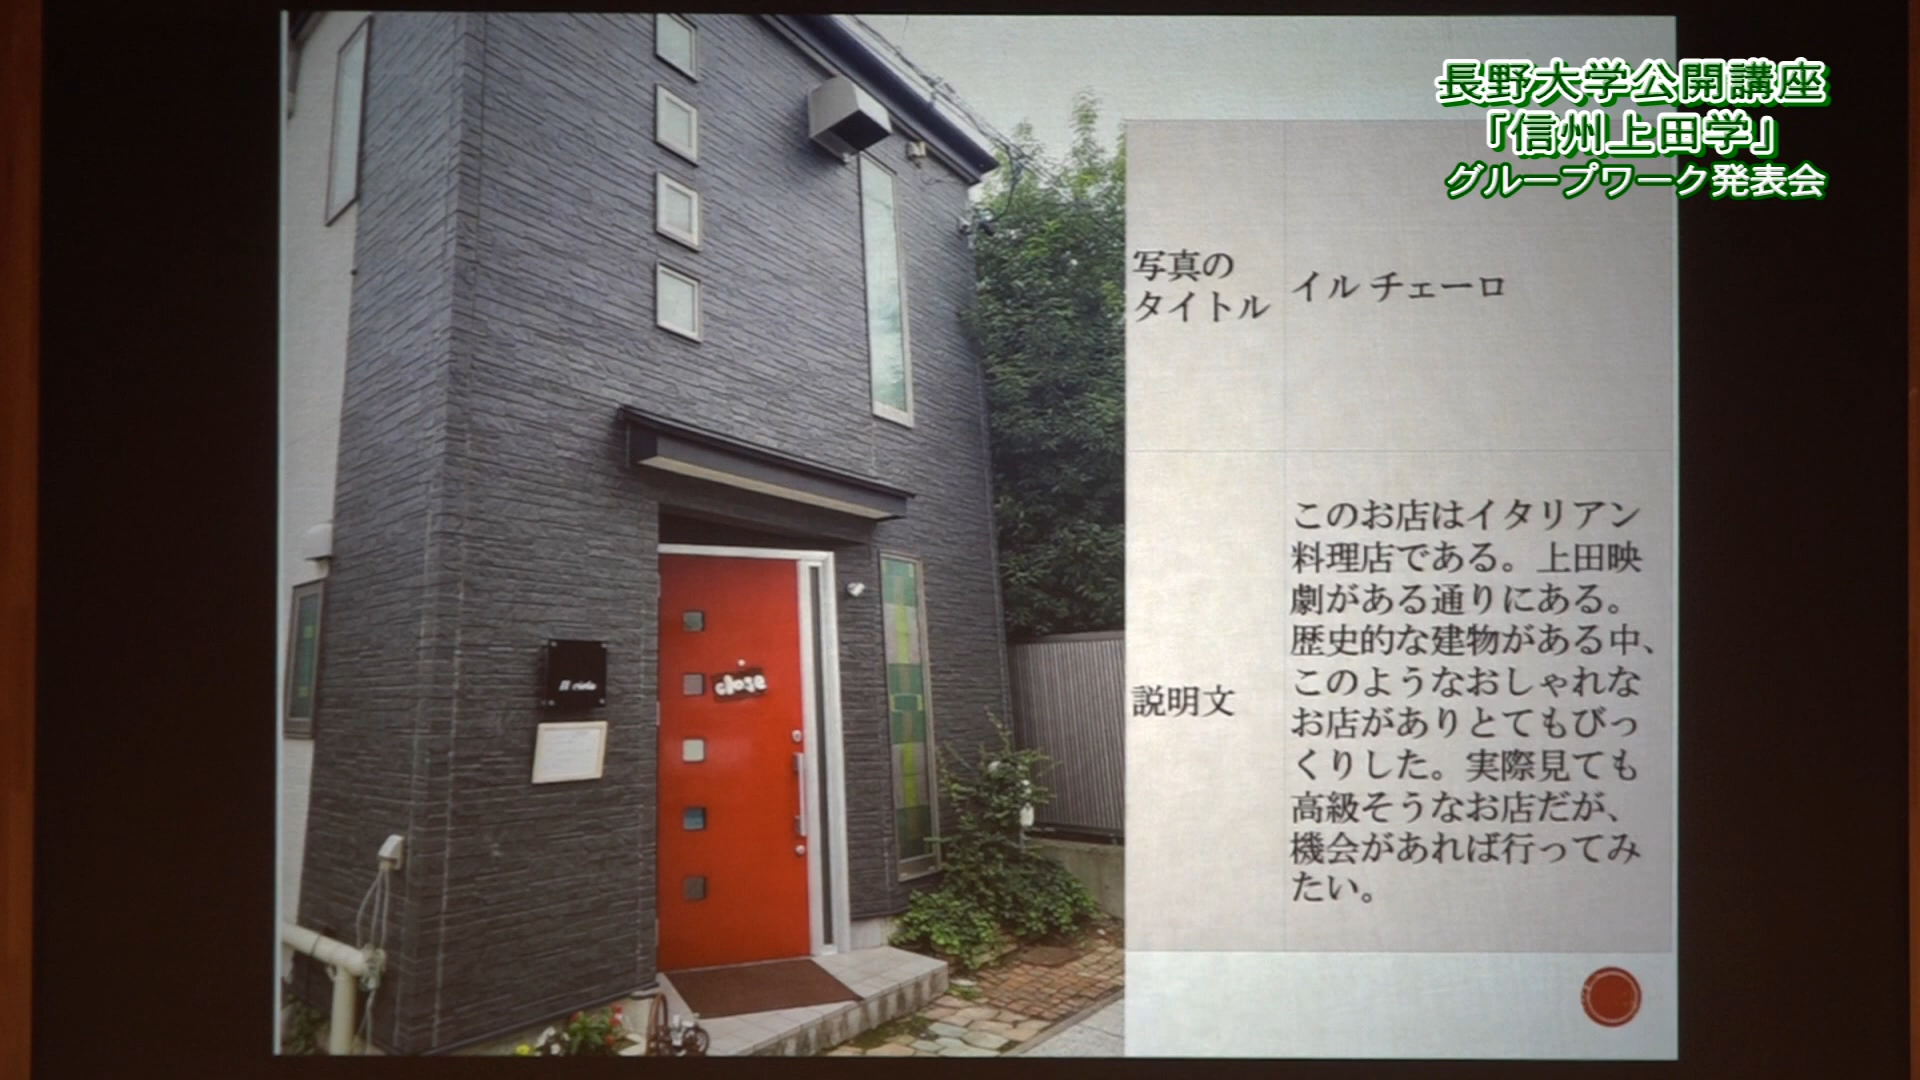 長野大学公開講座
「信州上田学」
グループワーク発表会
写真の
タイトル
イル チェーロ
close
Il cielo
説明文
このお店はイタリアン
料理店である。上田映
劇がある通りにある。
歴史的な建物がある中、
このようなおしゃれな
お店がありとてもびっ
くりした。実際見ても
高級そうなお店だが、
機会があれば行ってみ
たい。